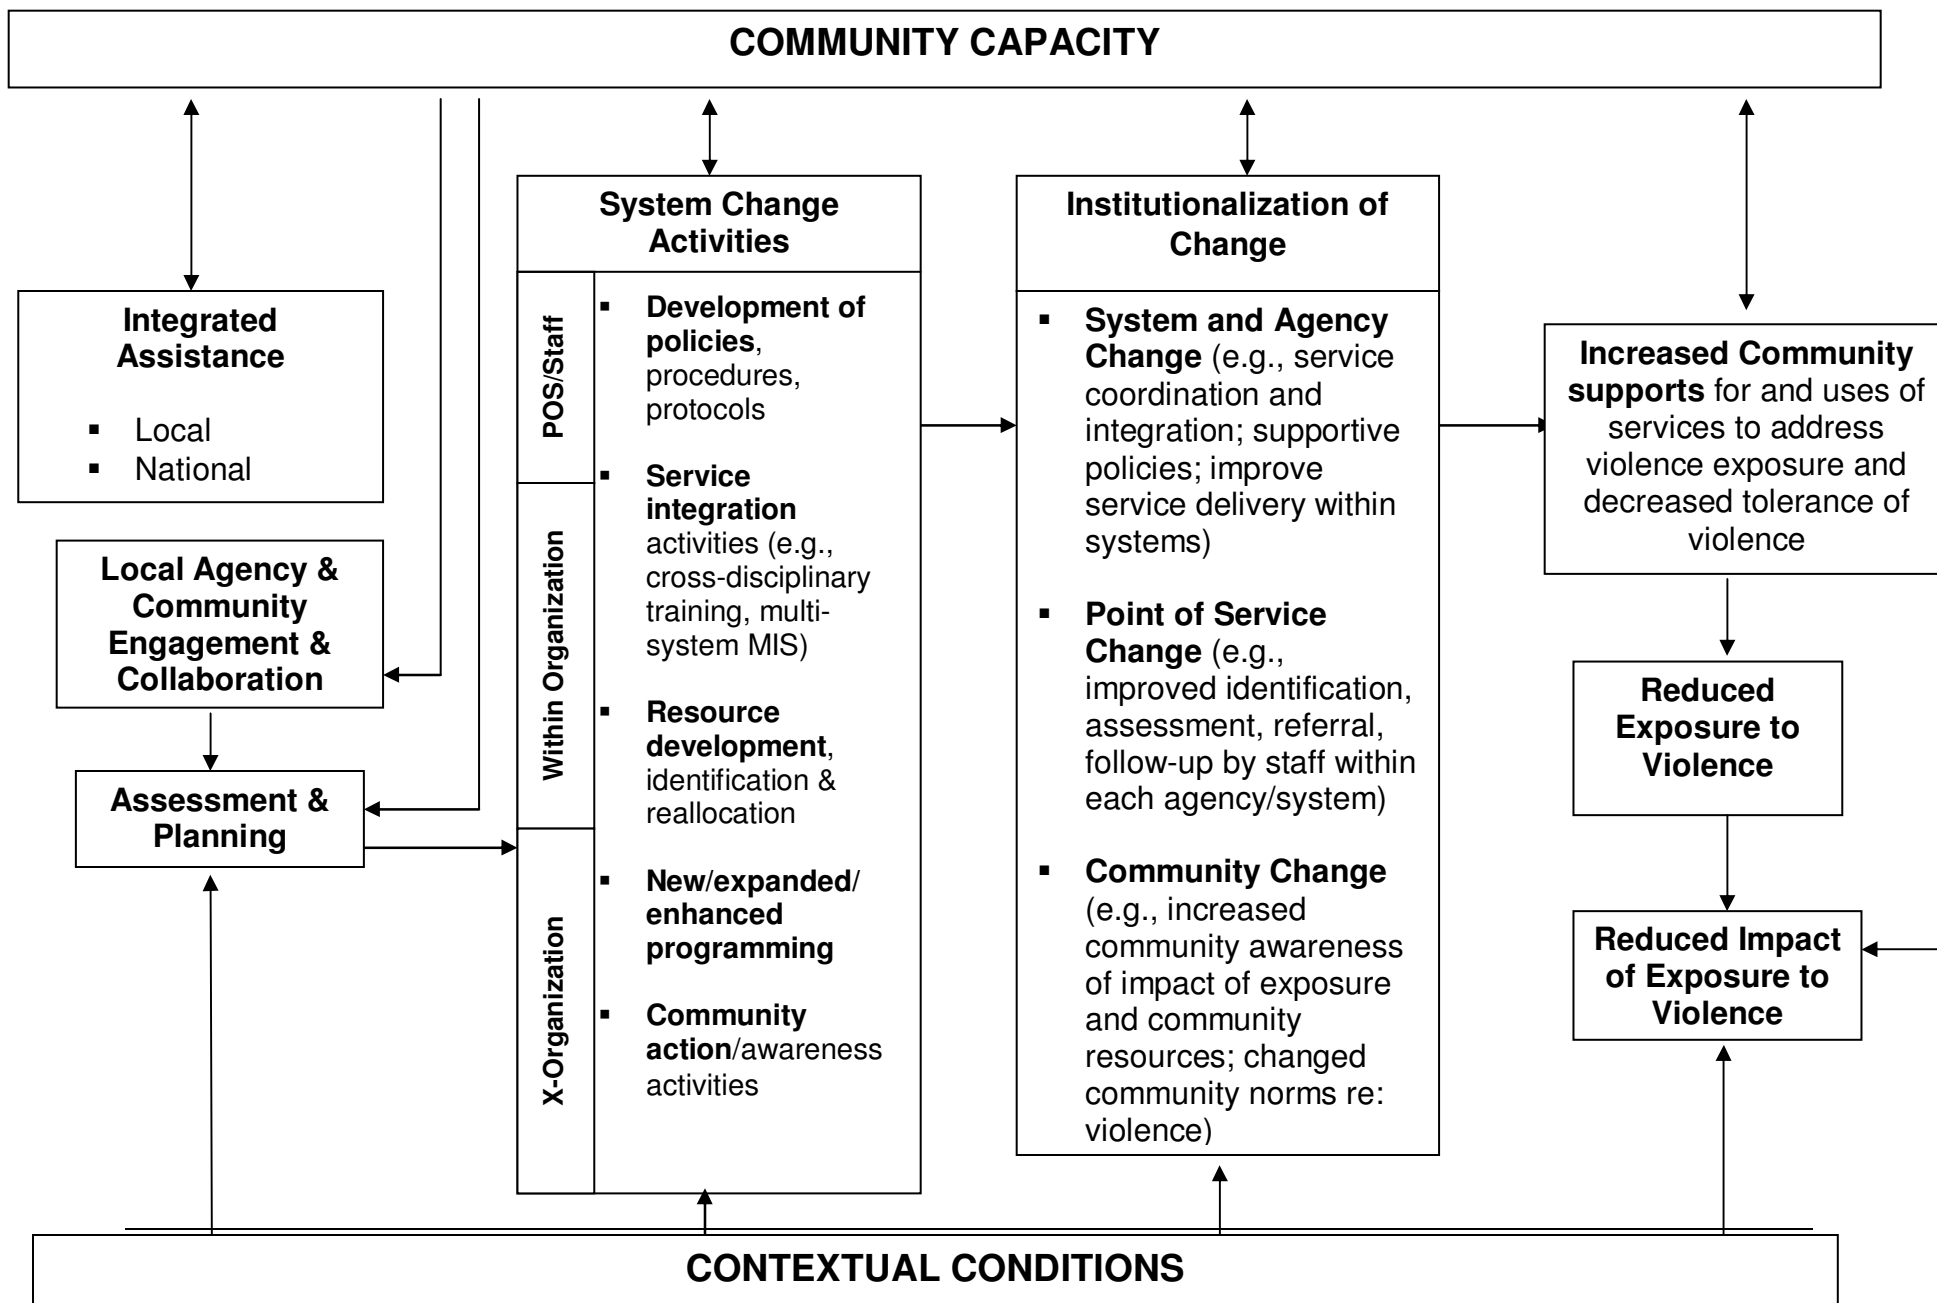 COMMUNITY CAPACITY
Integrated
Assistance
▪ Local
▪ National
Local Agency &
Community
Engagement &
Collaboration
Assessment &
Planning
System Change
Activities
POS/Staff
Within Organization
X-Organization
▪ Development of
policies,
procedures,
protocols
▪ Service
integration
activities (e.g.,
cross-disciplinary
training, multi-
system MIS)
▪ Resource
development,
identification &
reallocation
▪ New/expanded/
enhanced
programming
▪ Community
action/awareness
activities
Institutionalization of
Change
▪ System and Agency
Change (e.g., service
coordination and
integration; supportive
policies; improve
service delivery within
systems)
▪ Point of Service
Change (e.g.,
improved identification,
assessment, referral,
follow-up by staff within
each agency/system)
▪ Community Change
(e.g., increased
community awareness
of impact of exposure
and community
resources; changed
community norms re:
violence)
Increased Community
supports for and uses of
services to address
violence exposure and
decreased tolerance of
violence
Reduced
Exposure to
Violence
Reduced Impact
of Exposure to
Violence
CONTEXTUAL CONDITIONS